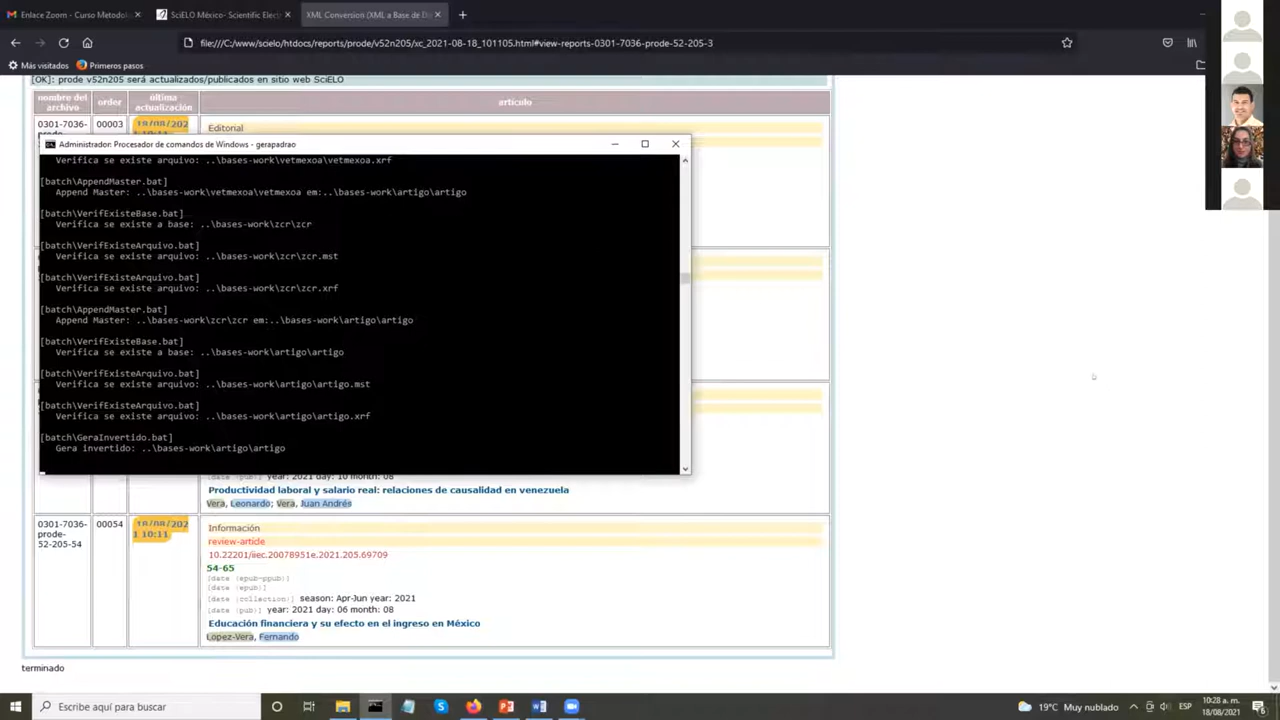 Enlace Zoom - Curso Metodol
SciELO México- Scientific Elect
XML Conversion (XML a Base de Da
file:///C:/www/scielo/htdocs/reports/prode/v52n205/xc_2021-08-18_101105.html#view-reports-0301-7036-prode-52-205-3
Más visitados
Primeros pasos
[OK]: prode v52n205 será actualizados/publicados en sitio web SciELO
nombre del archivo
order
última actualización
artículo
0301-7036-
prode-
00003
18/08/202
1 10:11
Editorial
Administrador: Procesador de comandos de Windows - gerapadrao
Verifica se existe arquivo: ..\bases-work\vetmexoa\vetmexoa.xrf
[batch\AppendMaster.bat]
Append Master: ..\bases-work\vetmexoa\vetmexoa em:..\bases-work\artigo\artigo
[batch\VerifExisteBase.bat]
Verifica se existe a base: ..\bases-work\zcr\zcr
[batch\VerifExisteArquivo.bat]
Verifica se existe arquivo: ..\bases-work\zcr\zcr.mst
[batch\VerifExisteArquivo.bat]
Verifica se existe arquivo: ..\bases-work\zcr\zcr.xrf
[batch\AppendMaster.bat]
Append Master: ..\bases-work\zcr\zcr em:..\bases-work\artigo\artigo
[batch\VerifExisteBase.bat]
Verifica se existe a base: ..\bases-work\artigo\artigo
[batch\VerifExisteArquivo.bat]
Verifica se existe arquivo: ..\bases-work\artigo\artigo.mst
[batch\VerifExisteArquivo.bat]
Verifica se existe arquivo: ..\bases-work\artigo\artigo.xrf
[batch\GeraInvertido.bat]
Gera invertido: ..\bases-work\artigo\artigo
[date (pub)] year: 2021 day: 10 month: 08
Productividad laboral y salario real: relaciones de causalidad en venezuela
Vera, Leonardo; Vera, Juan Andrés
0301-7036-
prode-
52-205-54
00054
18/08/202
1 10:11
Información
review-article
10.22201/iiec.20078951e.2021.205.69709
54-65
[date (epub-ppub)]
[date (epub)]
[date (collection)] season: Apr-Jun year: 2021
[date (pub)] year: 2021 day: 06 month: 08
Educación financiera y su efecto en el ingreso en México
Lopez-Vera, Fernando
terminado
Escribe aquí para buscar
19°C Muy nublado
ESP
10:28 a.m.
18/08/2021